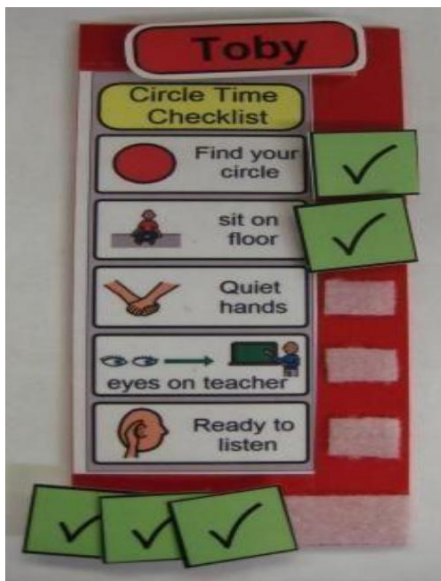 Toby
Circle Time
Checklist
Find your
circle
sit on
floor
Quiet
hands
eyes on teacher
Ready to
listen